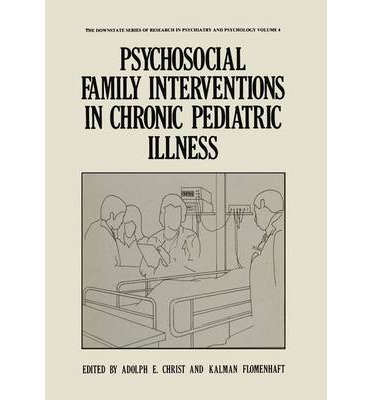 THE DOWNSTATE SERIES OF RESEARCH IN PSYCHIATRY AND PSYCHOLOGY VOLUME 4
PSYCHOSOCIAL
FAMILY INTERVENTIONS
IN CHRONIC PEDIATRIC
ILLNESS
EDITED BY ADOLPH E. CHRIST AND KALMAN FLOMENHAFT